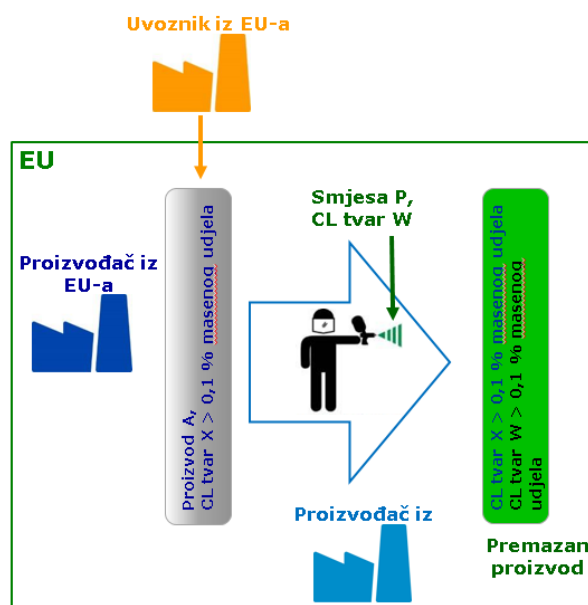 Uvoznik iz EU-a
EU
Smjesa P,
CL tvar W
Proizvođač iz
EU-a
Proizvod A,
CL tvar X > 0,1 % masenog udjela
CL tvar X > 0,1 % masenog udjela
CL tvar W > 0,1 % masenog
udjela
Proizvođač iz
Premazan
proizvod